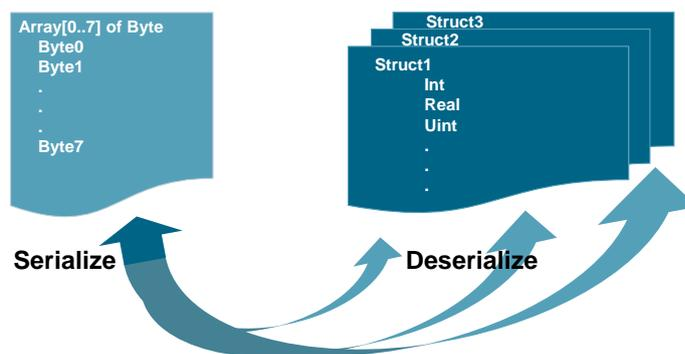 Array[0..7] of Byte
Byte0
Byte1
.
.
.
Byte7
Struct3
Struct2
Struct1
Int
Real
Uint
.
.
.
Serialize
Deserialize